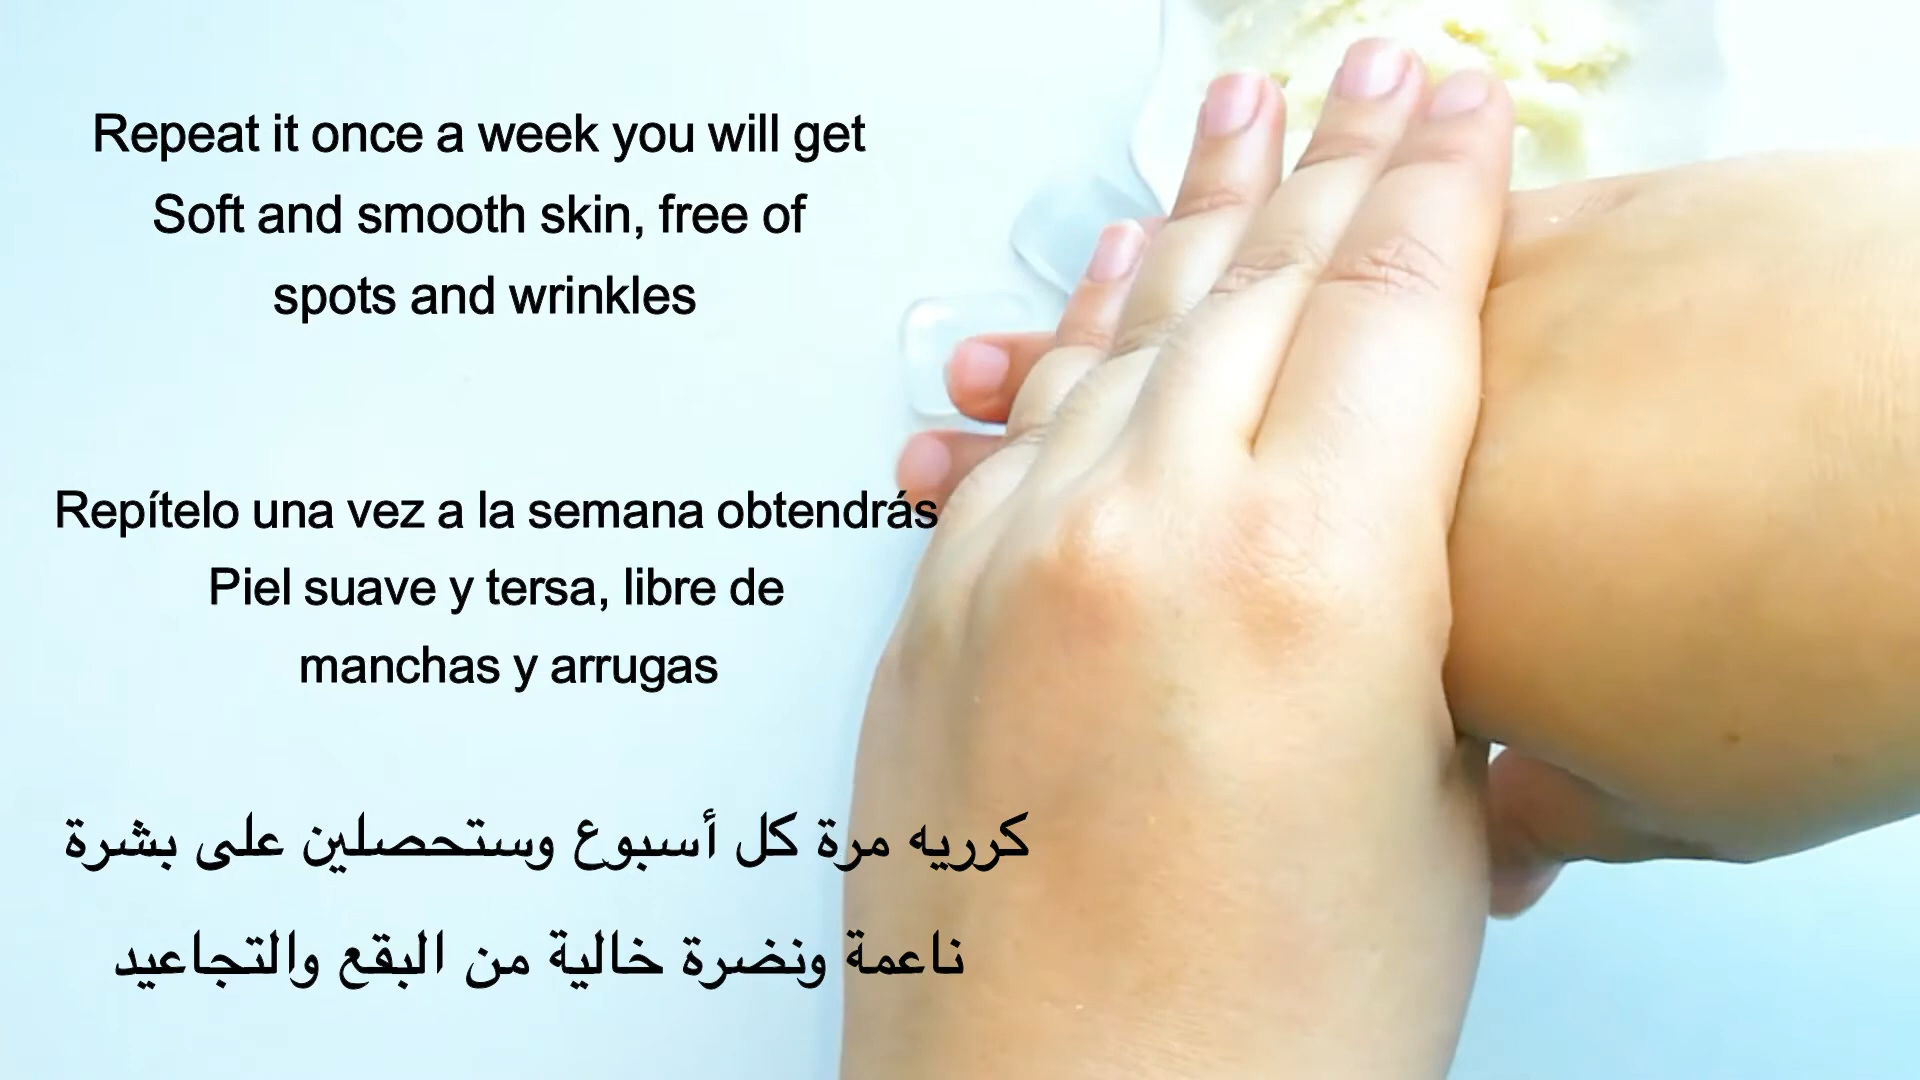 Repeat it once a week you will get
Soft and smooth skin, free of
spots and wrinkles
Repítelo una vez a la semana obtendrás
Piel suave y tersa, libre de
manchas y arrugas
كرريه مرة كل أسبوع وستحصلين على بشرة
ناعمة ونضرة خالية من البقع والتجاعيد